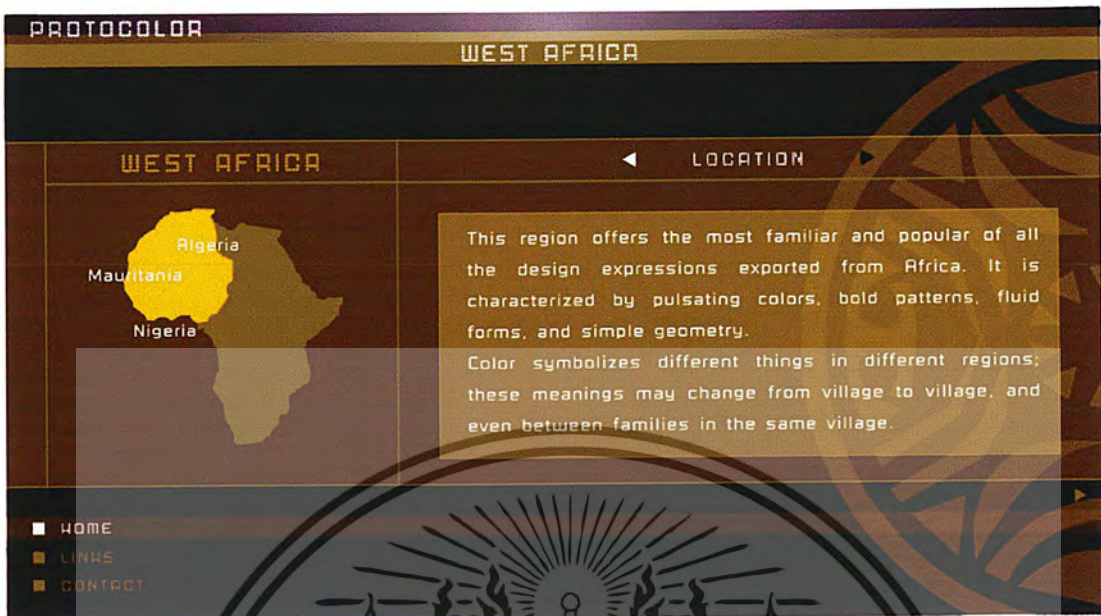 PROTOCOLOR
WEST AFRICA
WEST AFRICA
LOCATION
Algeria
Mauritania
Nigeria
This region offers the most familiar and popular of all
the design expressions exported from Africa. It is
characterized by pulsating colors, bold patterns, fluid
forms, and simple geometry.
Color symbolizes different things in different regions;
these meanings may change from village to village, and
even between families in the same village.
HOME
LINKS
CONTACT